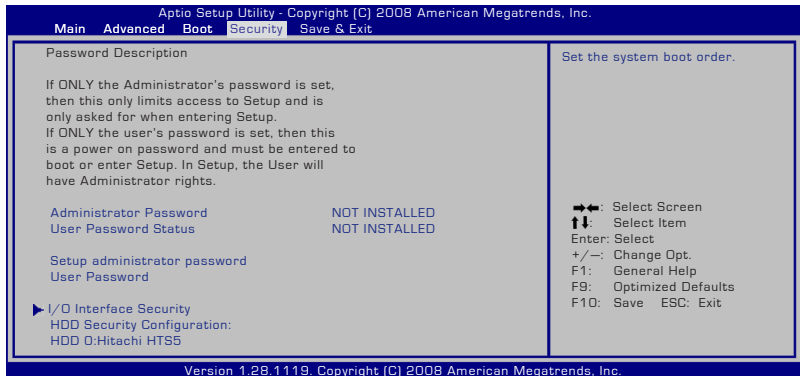 Aptio Setup Utility - Copyright (C) 2008 American Megatrends, Inc.
Main Advanced Boot Security Save & Exit
Password Description
If ONLY the Administrator's password is set,
then this only limits access to Setup and is
only asked for when entering Setup.
If ONLY the user's password is set, then this
is a power on password and must be entered to
boot or enter Setup. In Setup, the User will
have Administrator rights.
Administrator Password NOT INSTALLED
User Password Status NOT INSTALLED
Setup administrator password
User Password
I/O Interface Security
HDD Security Configuration:
HDD 0:Hitachi HTS5
Set the system boot order.
→←: Select Screen
↑↓: Select Item
Enter: Select
+/—: Change Opt.
F1: General Help
F9: Optimized Defaults
F10: Save ESC: Exit
Version 1.28.1119. Copyright (C) 2008 American Megatrends, Inc.